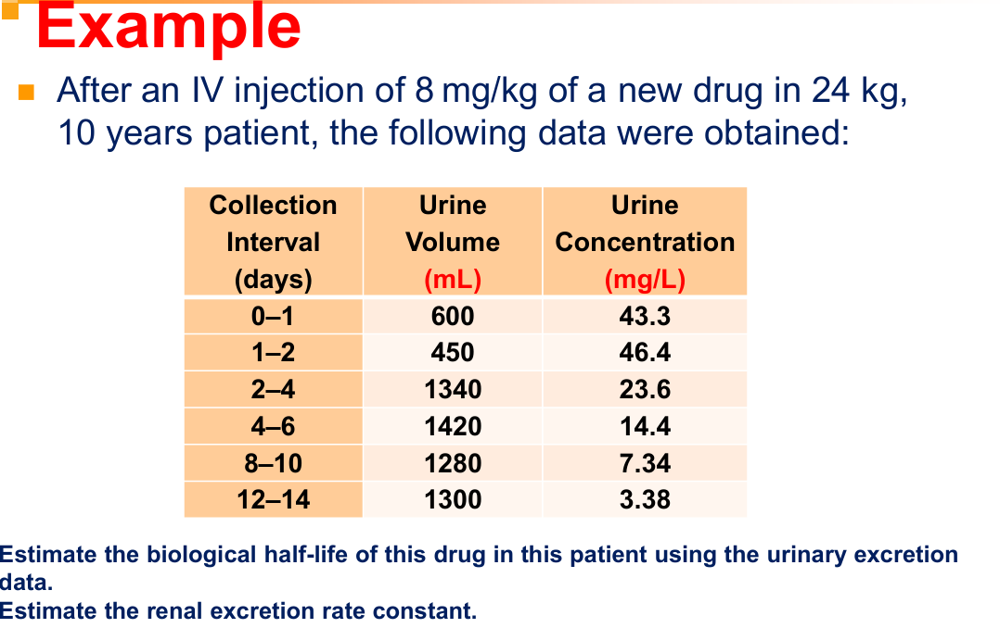 Example
After an IV injection of 8 mg/kg of a new drug in 24 kg,
10 years patient, the following data were obtained:
Collection Interval (days) Urine Volume (mL) Urine Concentration (mg/L)
0–1 600 43.3
1–2 450 46.4
2–4 1340 23.6
4–6 1420 14.4
8–10 1280 7.34
12–14 1300 3.38
Estimate the biological half-life of this drug in this patient using the urinary excretion
data.
Estimate the renal excretion rate constant.